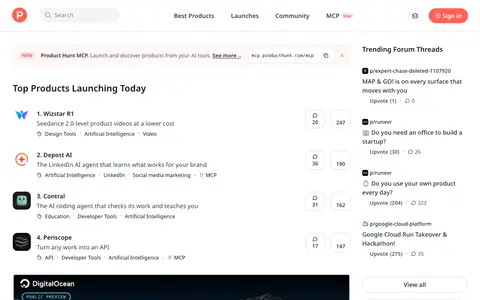 P
Search
Best Products
Launches
Community
MCP
New
Sign in
NEW
Product Hunt MCP. Launch and discover products from your AI tools. See more→
mcp.producthunt.com/mcp
Top Products Launching Today
1. Wizstar R1
Seedance 2.0-level product videos at a lower cost
Design Tools • Artificial Intelligence • Video
20
247
2. Depost AI
The LinkedIn AI agent that learns what works for your brand
Artificial Intelligence • LinkedIn • Social media marketing • MCP
36
190
3. Contral
The AI coding agent that checks its work and teaches you
Education • Developer Tools • Artificial Intelligence
31
162
4. Periscope
Turn any work into an API
API • Developer Tools • Artificial Intelligence • MCP
17
147
DigitalOcean
PUBLIC PREVIEW
Trending Forum Threads
p/expert-chase-deleted-1107920
MAP & GO! is on every surface that
moves with you
Upvote (1) • 0
p/runevr
Do you need an office to build a
startup?
Upvote (30) • 26
p/runevr
Do you use your own product
every day?
Upvote (204) • 322
p/google-cloud-platform
Google Cloud Run Takeover &
Hackathon!
Upvote (275) • 35
View all